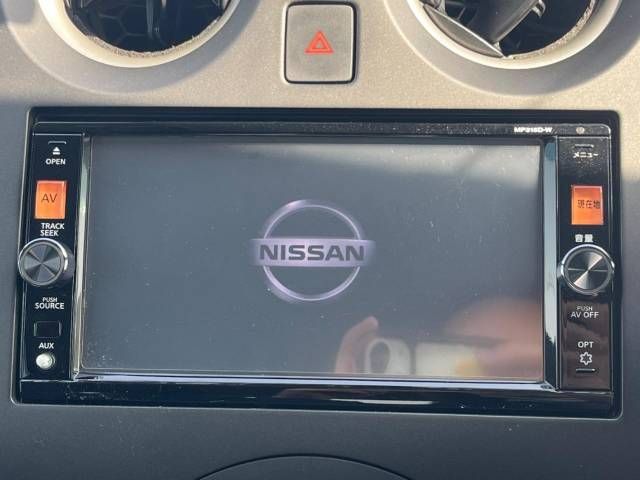 MP315D-W
OPEN
メニュー
AV
現在地
TRACK
SEEK
音量
NISSAN
PUSH
SOURCE
PUSH
AV OFF
AUX
OPT